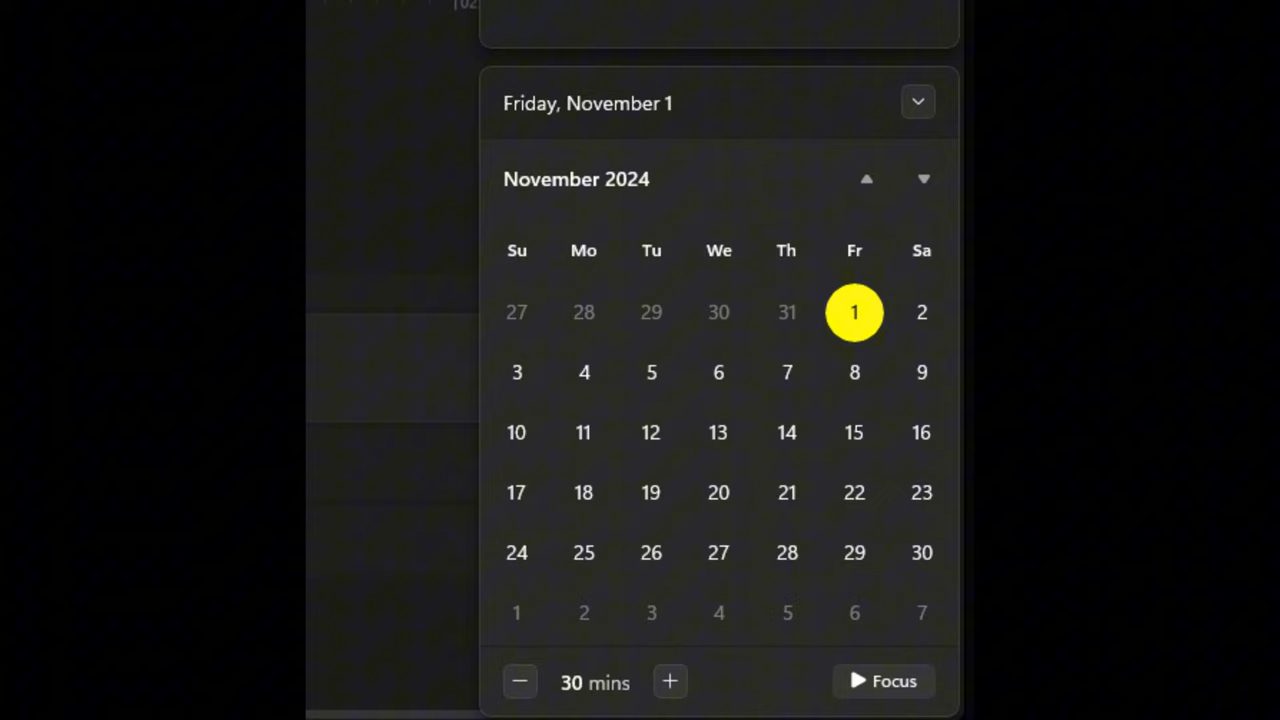 02
Friday, November 1
November 2024
Su Mo Tu We Th Fr Sa
27 28 29 30 31 1 2
3 4 5 6 7 8 9
10 11 12 13 14 15 16
17 18 19 20 21 22 23
24 25 26 27 28 29 30
1 2 3 4 5 6 7
30 mins Focus